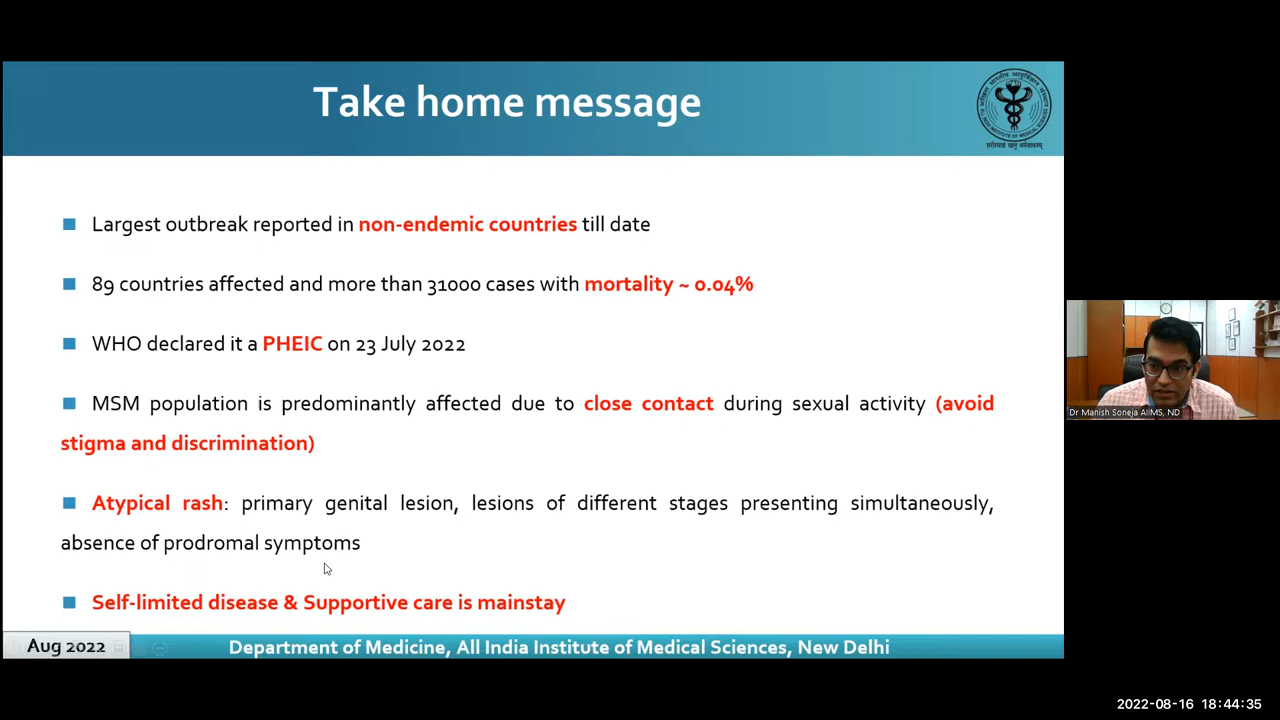 Take home message
Largest outbreak reported in non-endemic countries till date
89 countries affected and more than 31000 cases with mortality ~ 0.04%
WHO declared it a PHEIC on 23 July 2022
MSM population is predominantly affected due to close contact during sexual activity (avoid
stigma and discrimination)
Atypical rash: primary genital lesion, lesions of different stages presenting simultaneously,
absence of prodromal symptoms
Self-limited disease & Supportive care is mainstay
Aug 2022
Department of Medicine, All India Institute of Medical Sciences, New Delhi
Dr Manish Soneja AIIMS, ND
2022-08-16 18:44:35